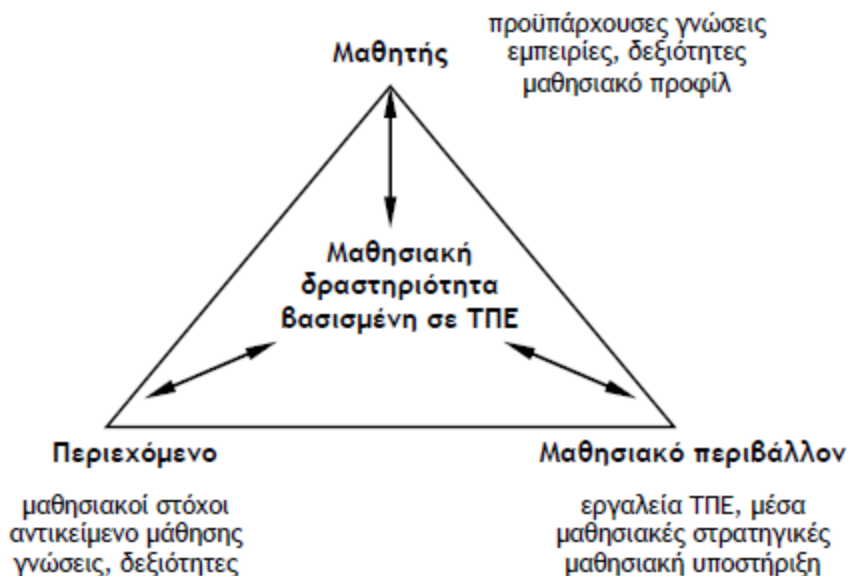 Μαθητής
προϋπάρχουσες γνώσεις
εμπειρίες, δεξιότητες
μαθησιακό προφίλ
Μαθησιακή
δραστηριότητα
βασισμένη σε ΤΠΕ
Περιεχόμενο
μαθησιακοί στόχοι
αντικείμενο μάθησης
γνώσεις, δεξιότητες
Μαθησιακό περιβάλλον
εργαλεία ΤΠΕ, μέσα
μαθησιακές στρατηγικές
μαθησιακή υποστήριξη